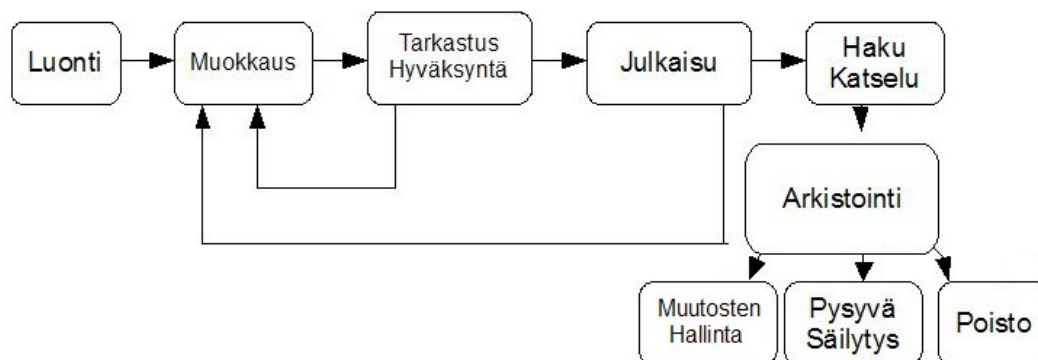 Luonti
Muokkaus
Tarkastus
Hyväksyntä
Julkaisu
Haku
Katselu
Arkistointi
Muutosten
Hallinta
Pysyvä
Säilytys
Poisto